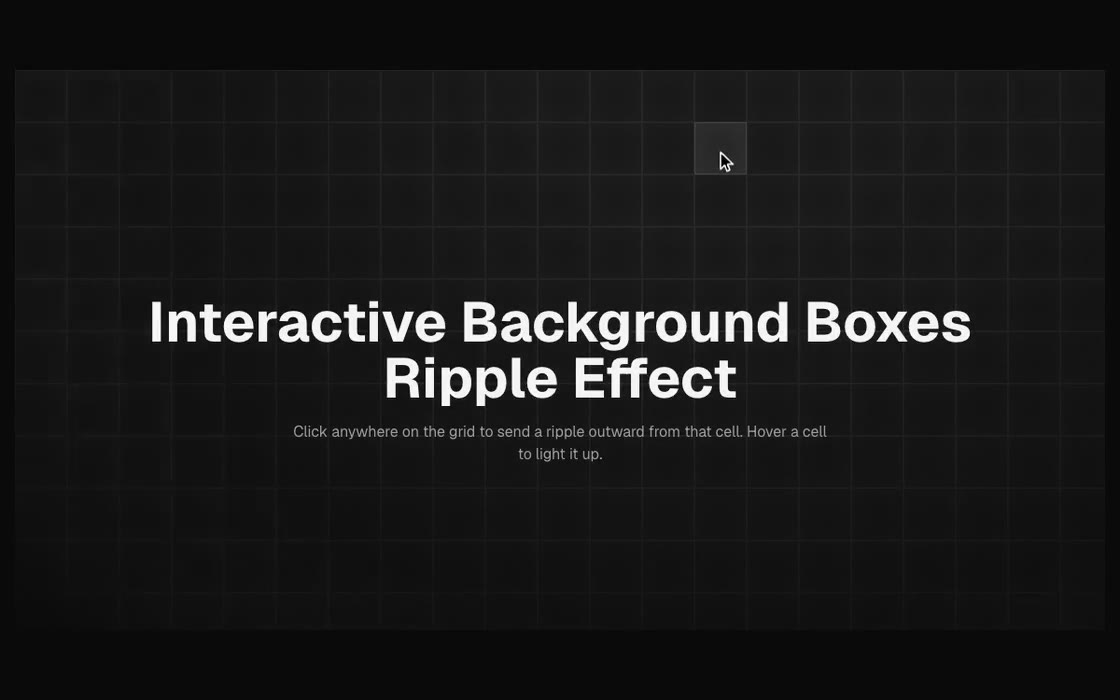 Interactive Background Boxes
Ripple Effect
Click anywhere on the grid to send a ripple outward from that cell. Hover a cell
to light it up.